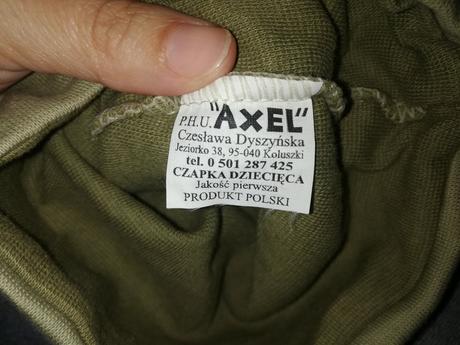 P.H.U. "AXEL"
Czesława Dyszyńska
Jeziorko 38, 95-040 Koluszki
tel. 0 501 287 425
CZAPKA DZIECIĘCA
Jakość pierwsza
PRODUKT POLSKI